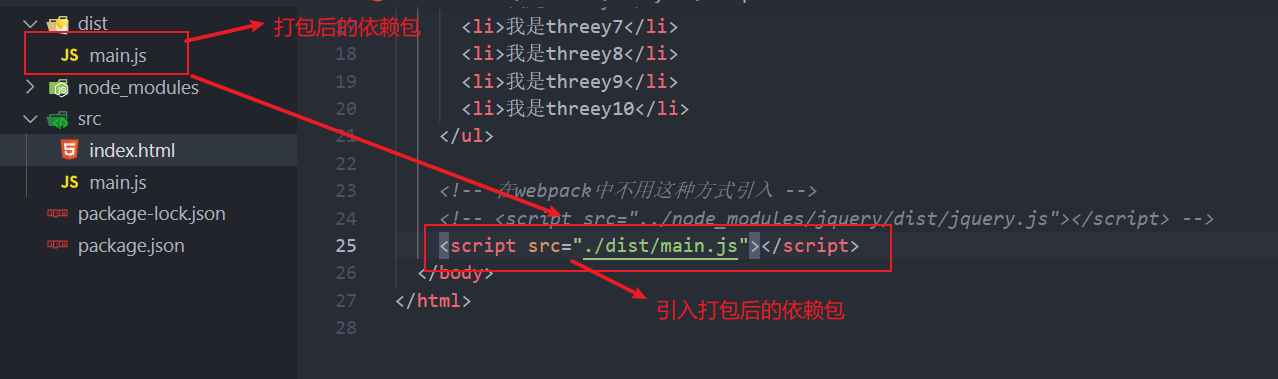 dist
JS main.js
node_modules
src
index.html
JS main.js
package-lock.json
package.json
打包后的依赖包
<li>我是threey7</li>
18 <li>我是threey8</li>
19 <li>我是threey9</li>
20 <li>我是threey10</li>
21 </ul>
22
23 <!-- 在webpack中不用这种方式引入 -->
24 <!-- <script src="../node_modules/jquery/dist/jquery.js"></script> -->
25 <script src="./dist/main.js"></script>
26 </body>
27 </html>
28
引入打包后的依赖包